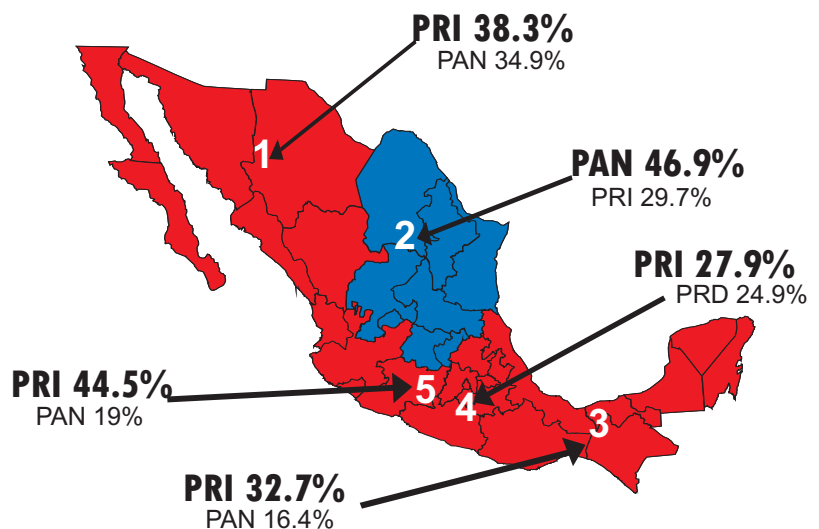 PRI 38.3%
PAN 34.9%
1
PAN 46.9%
PRI 29.7%
2
PRI 27.9%
PRD 24.9%
PRI 44.5%
PAN 19%
5
4
3
PRI 32.7%
PAN 16.4%